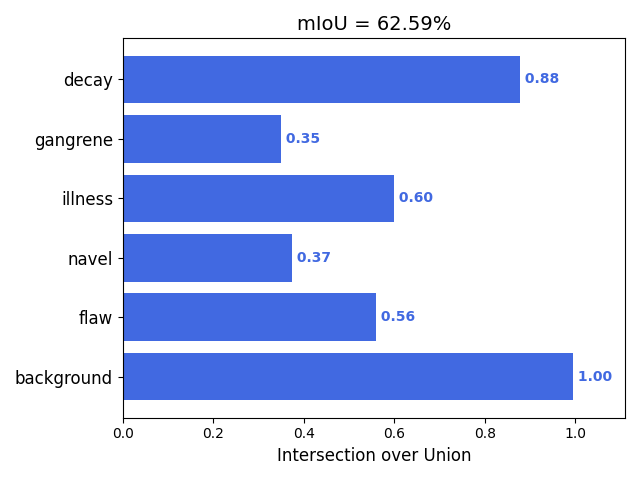 mIoU = 62.59%
decay 0.88
gangrene 0.35
illness 0.60
navel 0.37
flaw 0.56
background 1.00
0.0 0.2 0.4 0.6 0.8 1.0
Intersection over Union